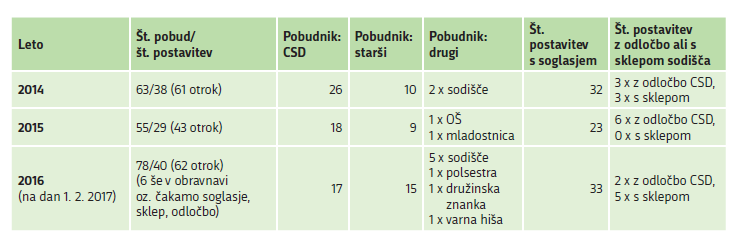 Leto
Št. pobud/
št. postavitev
Pobudnik:
CSD
Pobudnik:
starši
Pobudnik:
drugi
Št.
postavitev
s soglasjem
Št. postavitev
z odločbo ali s
sklepom sodišča
2014
63/38 (61 otrok)
26
10
2 x sodišče
32
3 x z odločbo CSD,
3 x s sklepom
2015
55/29 (43 otrok)
18
9
1 x OŠ
1 x mladostnica
23
6 x z odločbo CSD,
0 x s sklepom
2016
(na dan 1. 2. 2017)
78/40 (62 otrok)
(6 še v obravnavi
oz. čakamo soglasje,
sklep, odločbo)
17
15
5 x sodišče
1 x polsestra
1 x družinska
znanka
1 x varna hiša
33
2 x z odločbo CSD,
5 x s sklepom